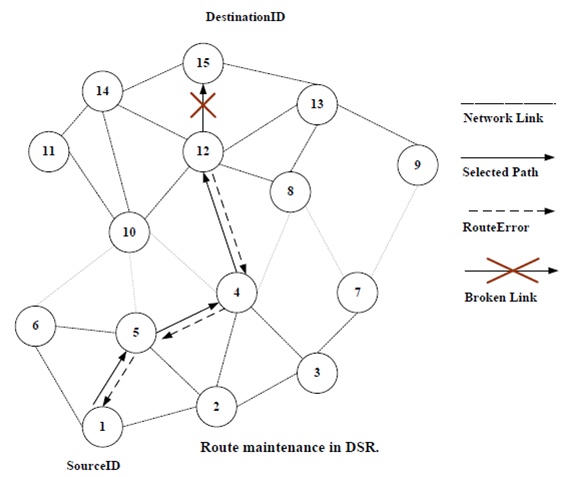 DestinationID
15
14
13
11
12
9
8
10
4
7
6
5
3
2
1
SourceID
Route maintenance in DSR.
Network Link
Selected Path
RouteError
Broken Link